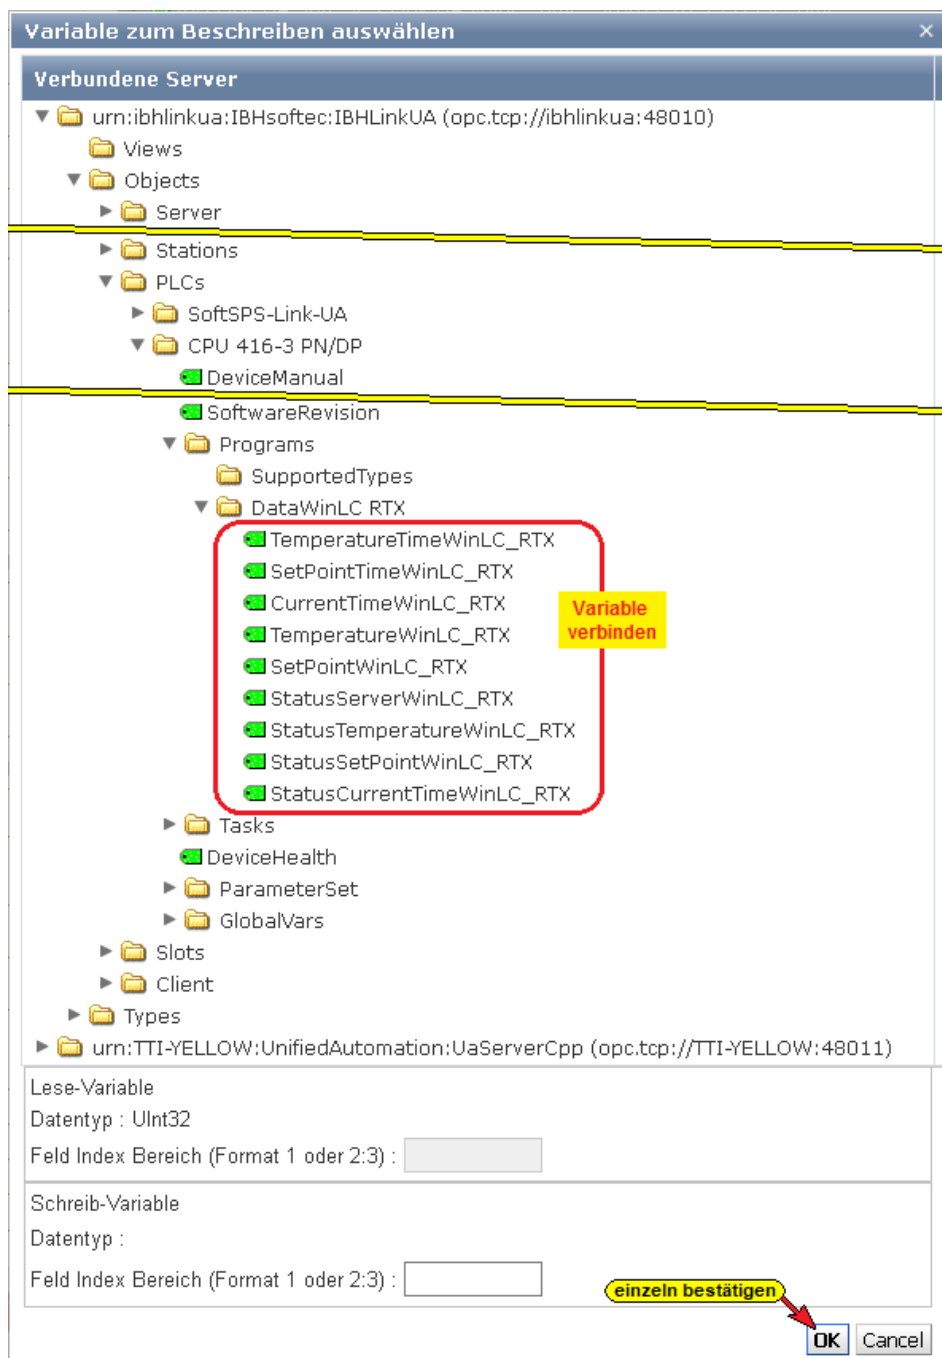 Variable zum Beschreiben auswählen
Verbundene Server
urn:ibhlinkua:IBHsoftec:IBHLinkUA (opc.tcp://ibhlinkua:48010)
Views
Objects
Server
Stations
PLCs
SoftSPS-Link-UA
CPU 416-3 PN/DP
DeviceManual
SoftwareRevision
Programs
SupportedTypes
DataWinLC RTX
TemperatureTimeWinLC_RTX
SetPointTimeWinLC_RTX
CurrentTimeWinLC_RTX
Variable
verbinden
TemperatureWinLC_RTX
SetPointWinLC_RTX
StatusServerWinLC_RTX
StatusTemperatureWinLC_RTX
StatusSetPointWinLC_RTX
StatusCurrentTimeWinLC_RTX
Tasks
DeviceHealth
ParameterSet
GlobalVars
Slots
Client
Types
urn:TTI-YELLOW:UnifiedAutomation:UaServerCpp (opc.tcp://TTI-YELLOW:48011)
Lese-Variable
Datentyp : UInt32
Feld Index Bereich (Format 1 oder 2:3) :
Schreib-Variable
Datentyp :
Feld Index Bereich (Format 1 oder 2:3) :
einzeln bestätigen
OK Cancel